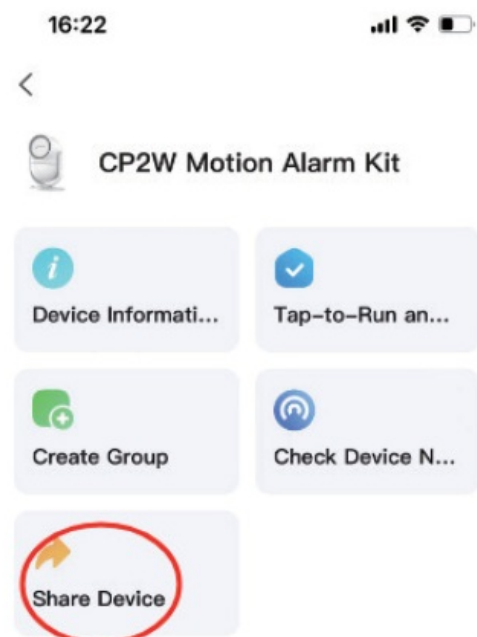 16:22
CP2W Motion Alarm Kit
Device Informati...
Tap-to-Run an...
Create Group
Check Device N...
Share Device